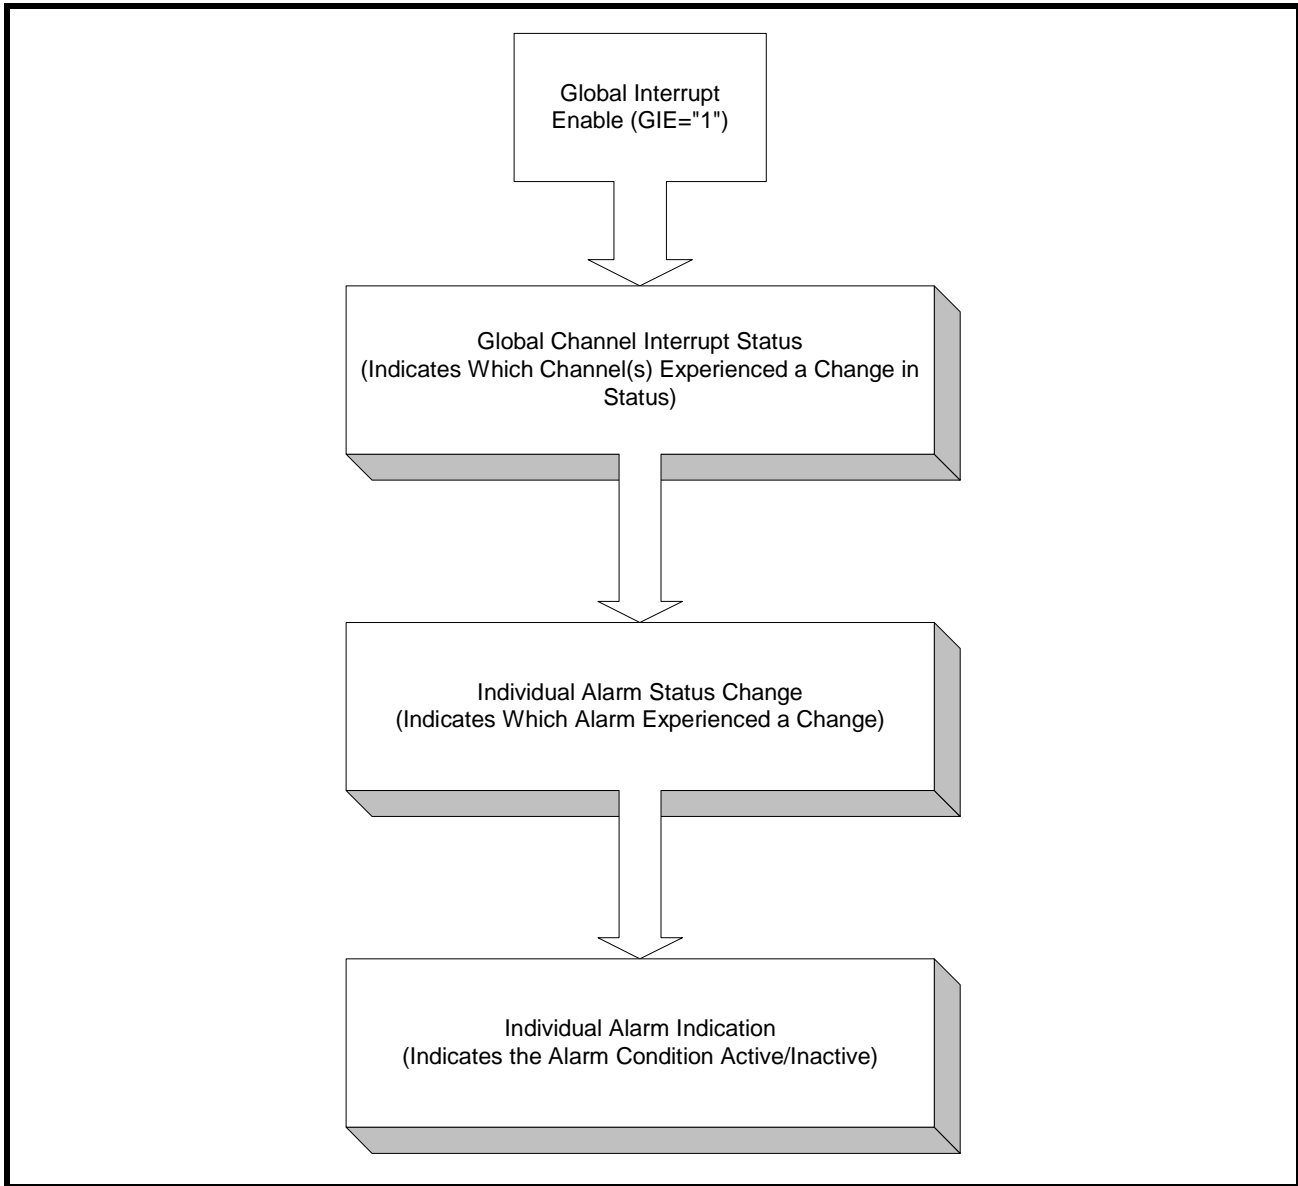 Global Interrupt
Enable (GIE="1")
Global Channel Interrupt Status
(Indicates Which Channel(s) Experienced a Change in
Status)
Individual Alarm Status Change
(Indicates Which Alarm Experienced a Change)
Individual Alarm Indication
(Indicates the Alarm Condition Active/Inactive)